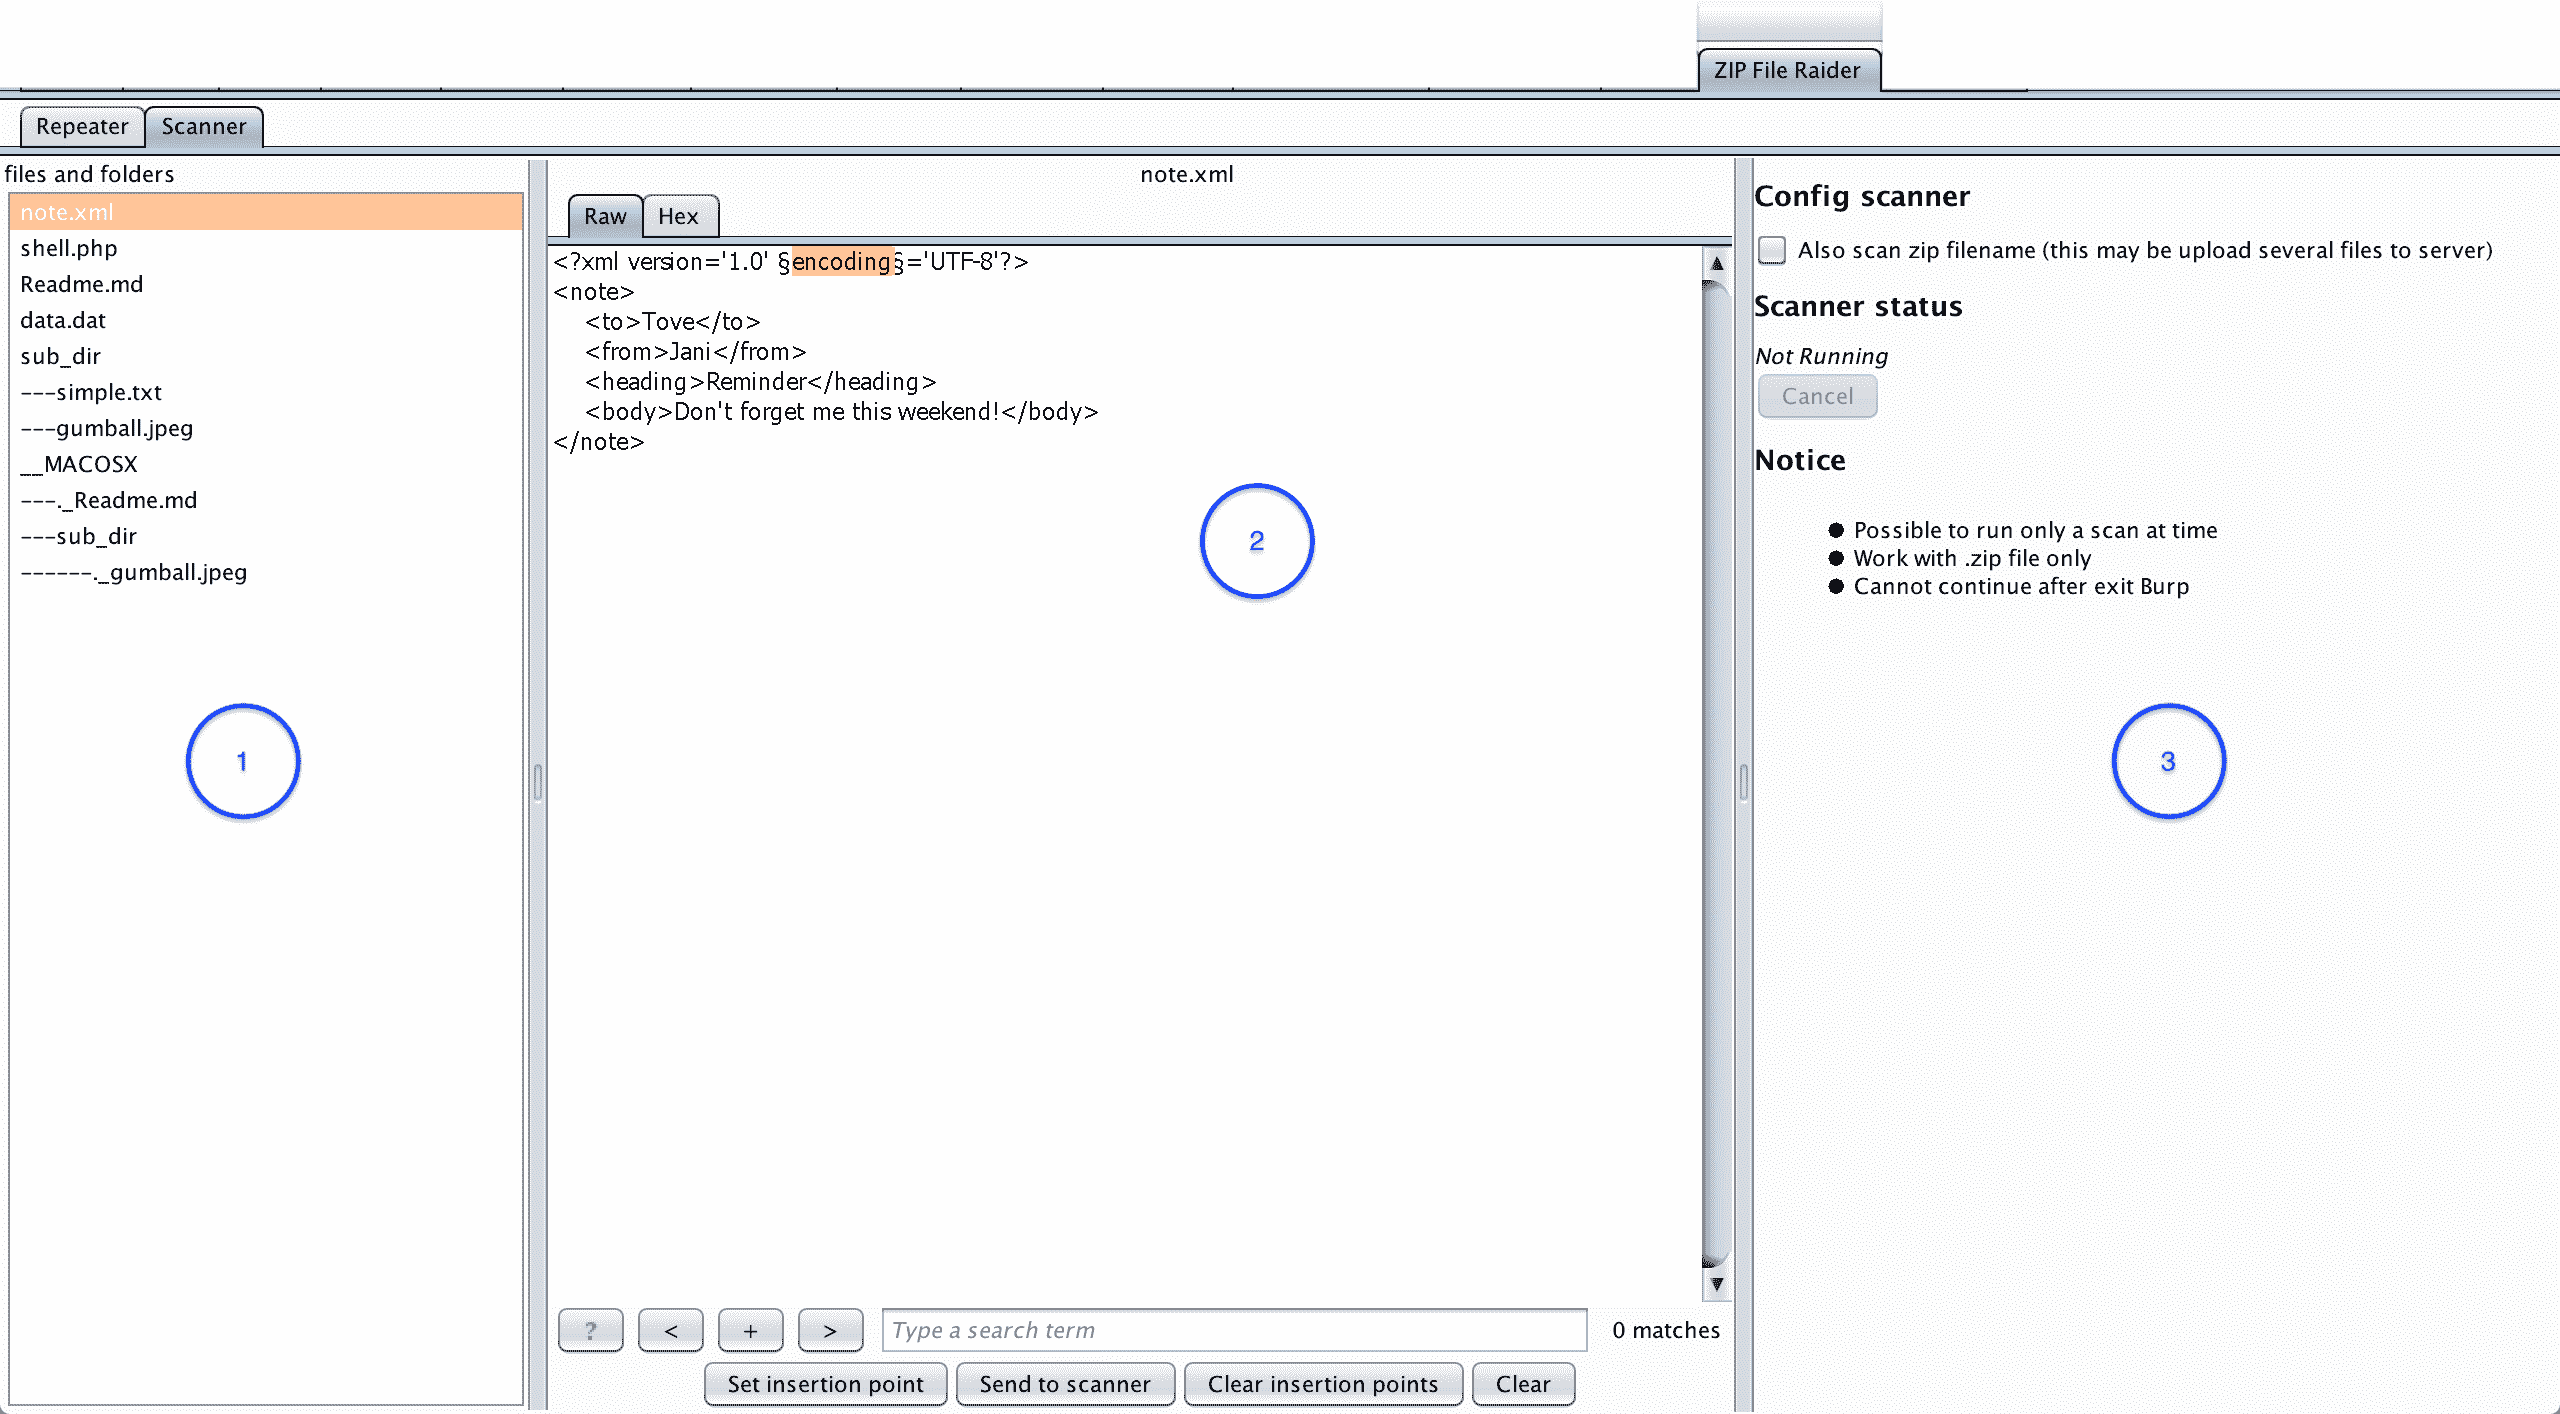 ZIP File Raider
Repeater Scanner
files and folders
note.xml
shell.php
Readme.md
data.dat
sub_dir
---simple.txt
---gumball.jpeg
__MACOSX
---._Readme.md
---sub_dir
------._gumball.jpeg
1
note.xml
Raw Hex
<?xml version='1.0' §encoding§='UTF-8'?>
<note>
<to>Tove</to>
<from>Jani</from>
<heading>Reminder</heading>
<body>Don't forget me this weekend!</body>
</note>
2
? < + > Type a search term 0 matches
Set insertion point Send to scanner Clear insertion points Clear
Config scanner
Also scan zip filename (this may be upload several files to server)
Scanner status
Not Running
Cancel
Notice
● Possible to run only a scan at time
● Work with .zip file only
● Cannot continue after exit Burp
3